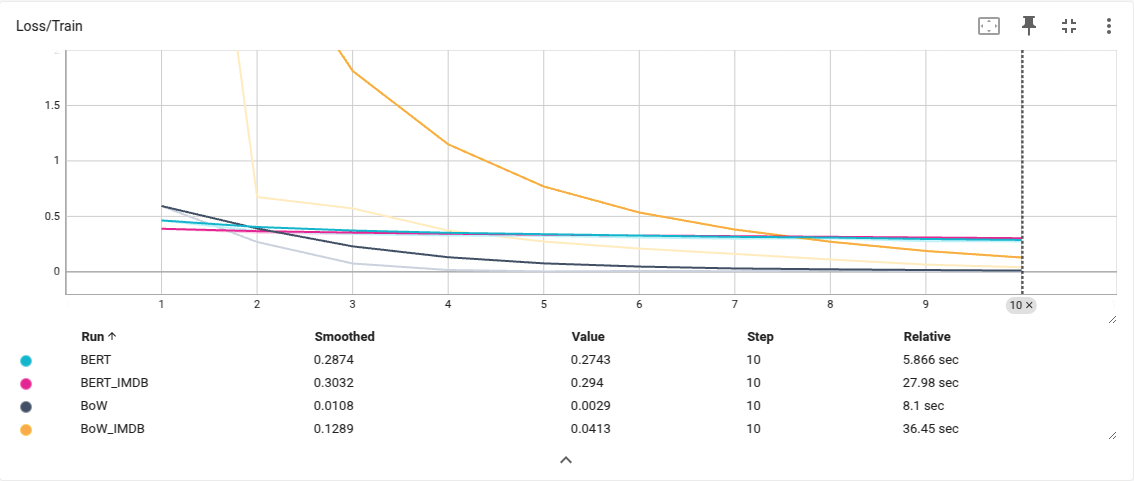 Loss/Train
1.5
1
0.5
0
1 2 3 4 5 6 7 8 9 10 ×
Run ↑ Smoothed Value Step Relative
BERT 0.2874 0.2743 10 5.866 sec
BERT_IMDB 0.3032 0.294 10 27.98 sec
BoW 0.0108 0.0029 10 8.1 sec
BoW_IMDB 0.1289 0.0413 10 36.45 sec